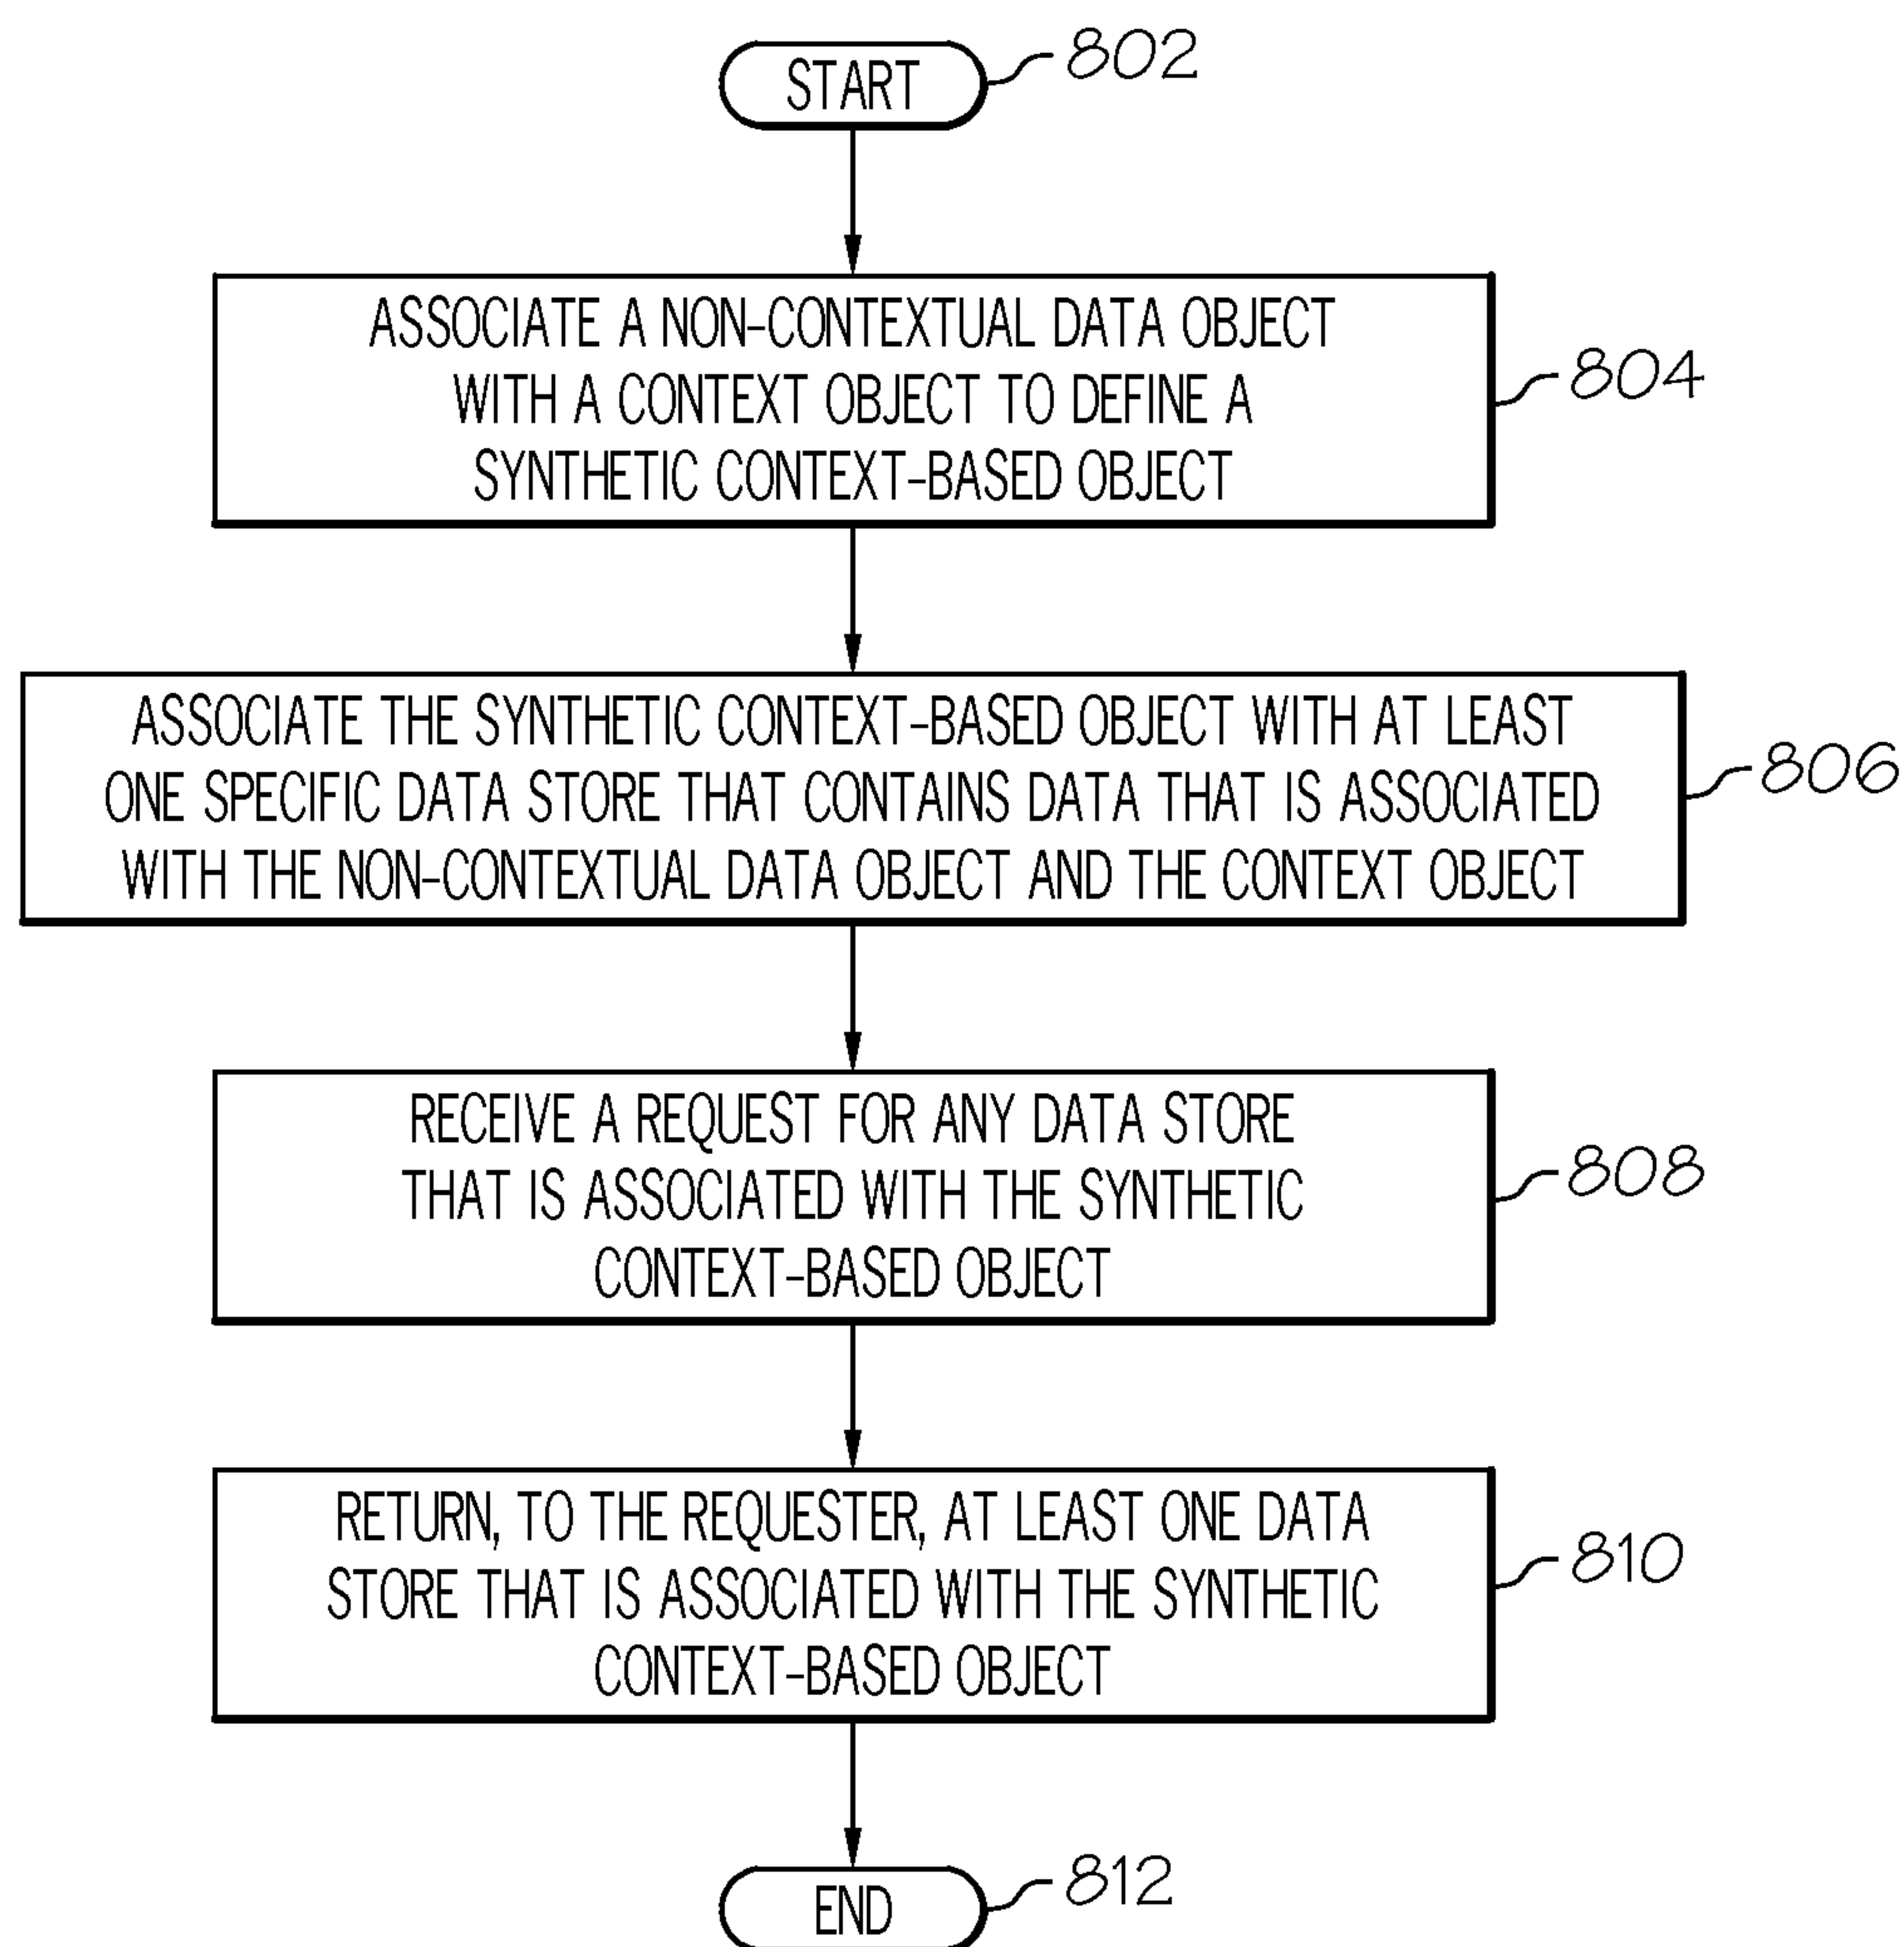 START
802
ASSOCIATE A NON-CONTEXTUAL DATA OBJECT
WITH A CONTEXT OBJECT TO DEFINE A
SYNTHETIC CONTEXT-BASED OBJECT
804
ASSOCIATE THE SYNTHETIC CONTEXT-BASED OBJECT WITH AT LEAST
ONE SPECIFIC DATA STORE THAT CONTAINS DATA THAT IS ASSOCIATED
WITH THE NON-CONTEXTUAL DATA OBJECT AND THE CONTEXT OBJECT
806
RECEIVE A REQUEST FOR ANY DATA STORE
THAT IS ASSOCIATED WITH THE SYNTHETIC
CONTEXT-BASED OBJECT
808
RETURN, TO THE REQUESTER, AT LEAST ONE DATA
STORE THAT IS ASSOCIATED WITH THE SYNTHETIC
CONTEXT-BASED OBJECT
810
END
812